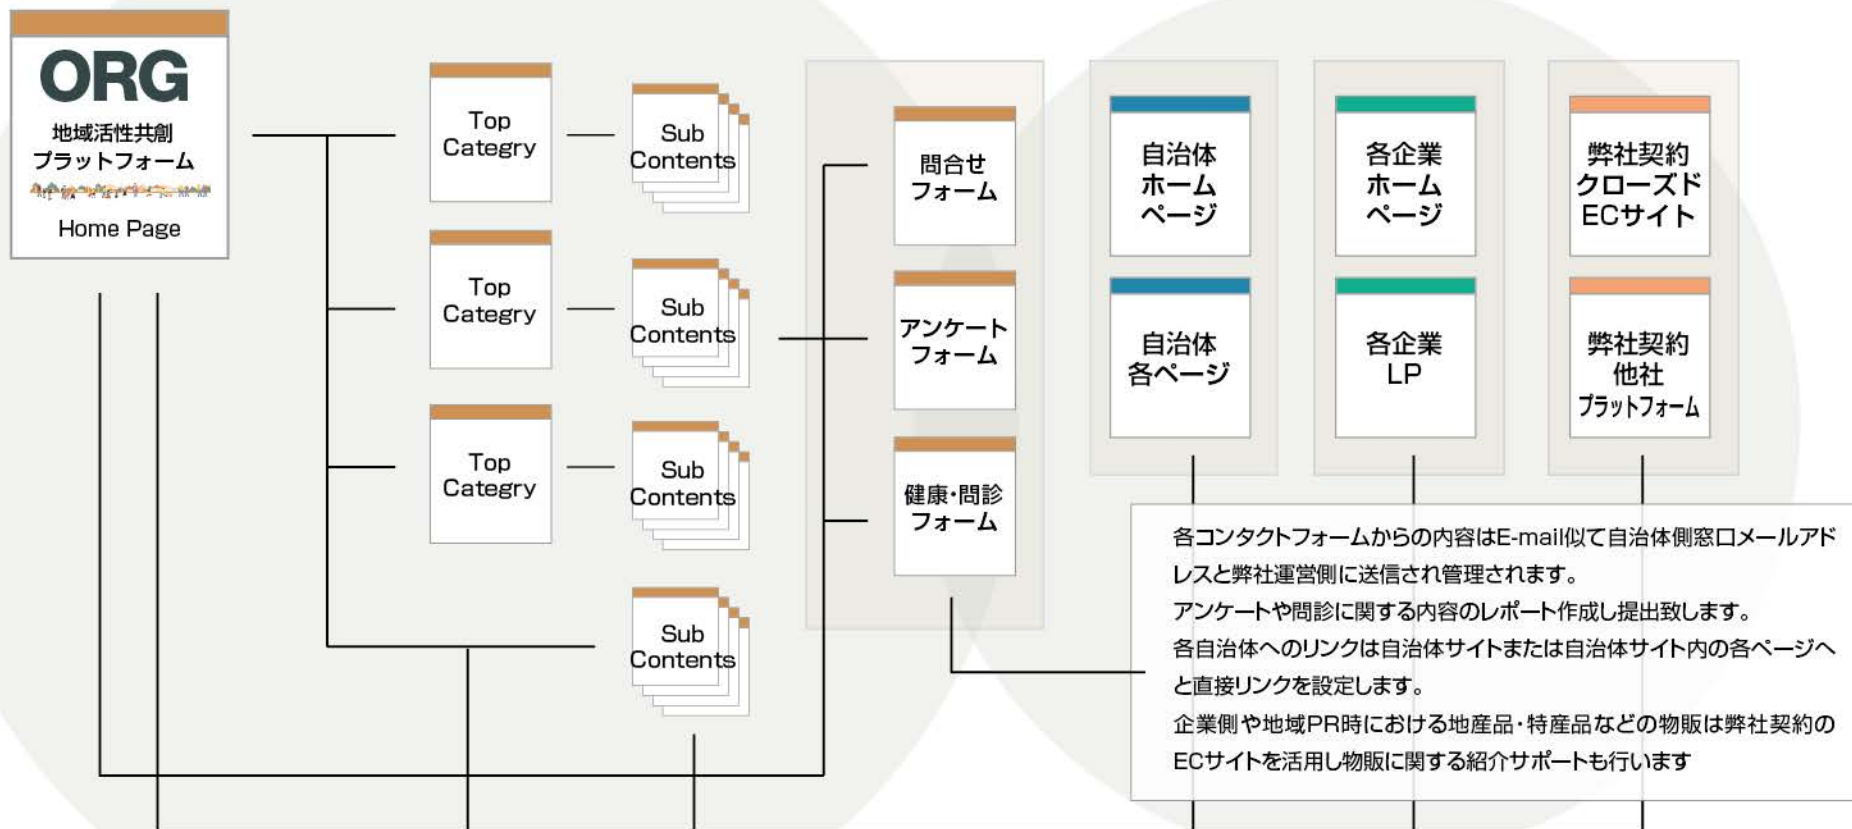 ORG
地域活性共創
プラットフォーム
Home Page
Top
Categry
Sub
Contents
Top
Categry
Sub
Contents
Top
Categry
Sub
Contents
Sub
Contents
問合せ
フォーム
アンケート
フォーム
健康・問診
フォーム
自治体
ホーム
ページ
自治体
各ページ
各企業
ホーム
ページ
各企業
LP
弊社契約
クローズド
ECサイト
弊社契約
他社
プラットフォーム
各コンタクトフォームからの内容はE-mail似て自治体側窓口メールアド
レスと弊社運営側に送信され管理されます。
アンケートや問診に関する内容のレポート作成し提出致します。
各自治体へのリンクは自治体サイトまたは自治体サイト内の各ページへ
と直接リンクを設定します。
企業側や地域PR時における地産品・特産品などの物販は弊社契約の
ECサイトを活用し物販に関する紹介サポートも行います